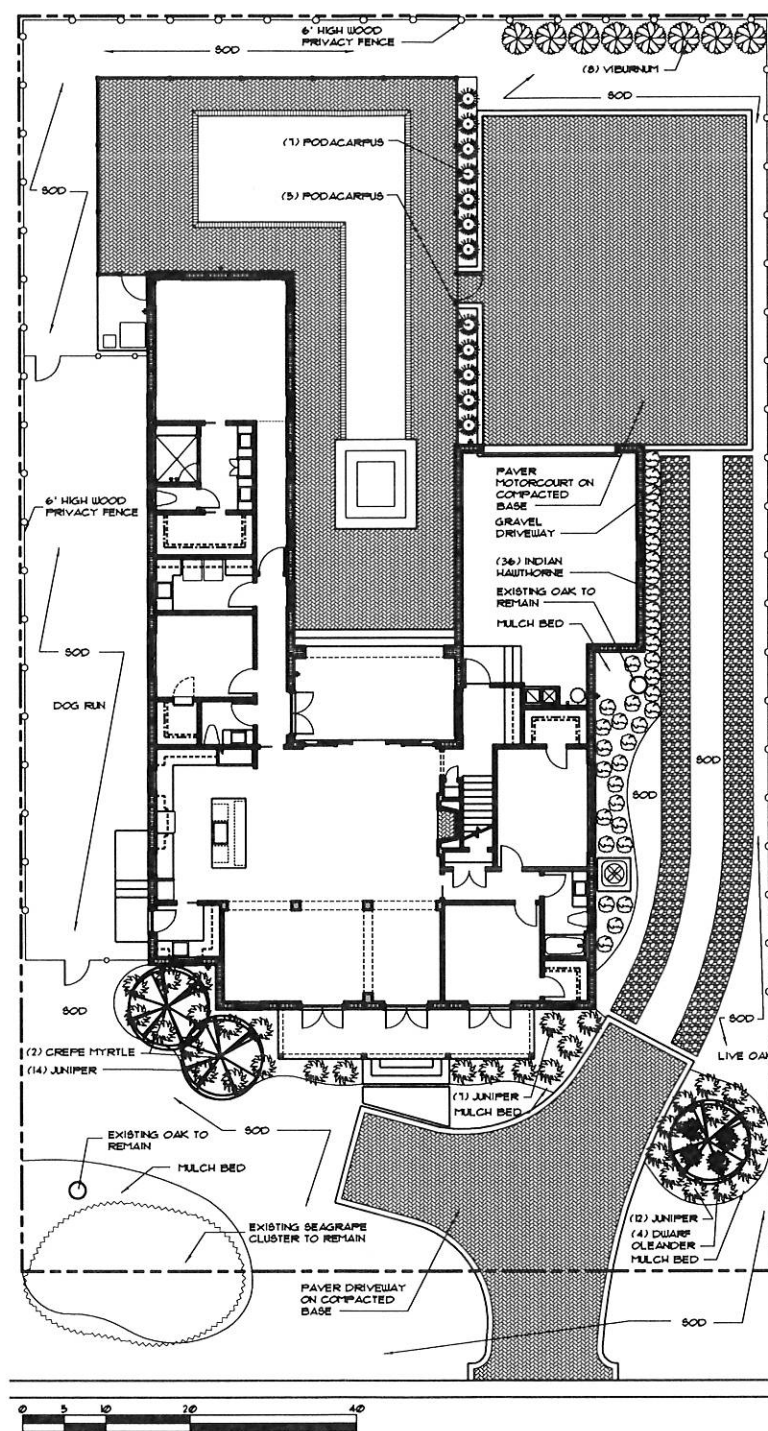 6' HIGH WOOD
PRIVACY FENCE
SOD
(8) VIBURNUM
SOD
(7) PODACARPUS
SOD
(5) PODACARPUS
6' HIGH WOOD
PRIVACY FENCE
PAVER
MOTORCOURT ON
COMPACTED
BASE
GRAVEL
DRIVEWAY
(36) INDIAN
HAWTHORNE
EXISTING OAK TO
REMAIN
MULCH BED
SOD
DOG RUN
SOD
SOD
SOD
SOD
LIVE OAK
(2) CREPE MYRTLE
(14) JUNIPER
(7) JUNIPER
MULCH BED
EXISTING OAK TO
REMAIN
SOD
MULCH BED
EXISTING SEAGRAPE
CLUSTER TO REMAIN
(12) JUNIPER
(4) DWARF
OLEANDER
MULCH BED
PAVER DRIVEWAY
ON COMPACTED
BASE
SOD
0 5 10 20 40